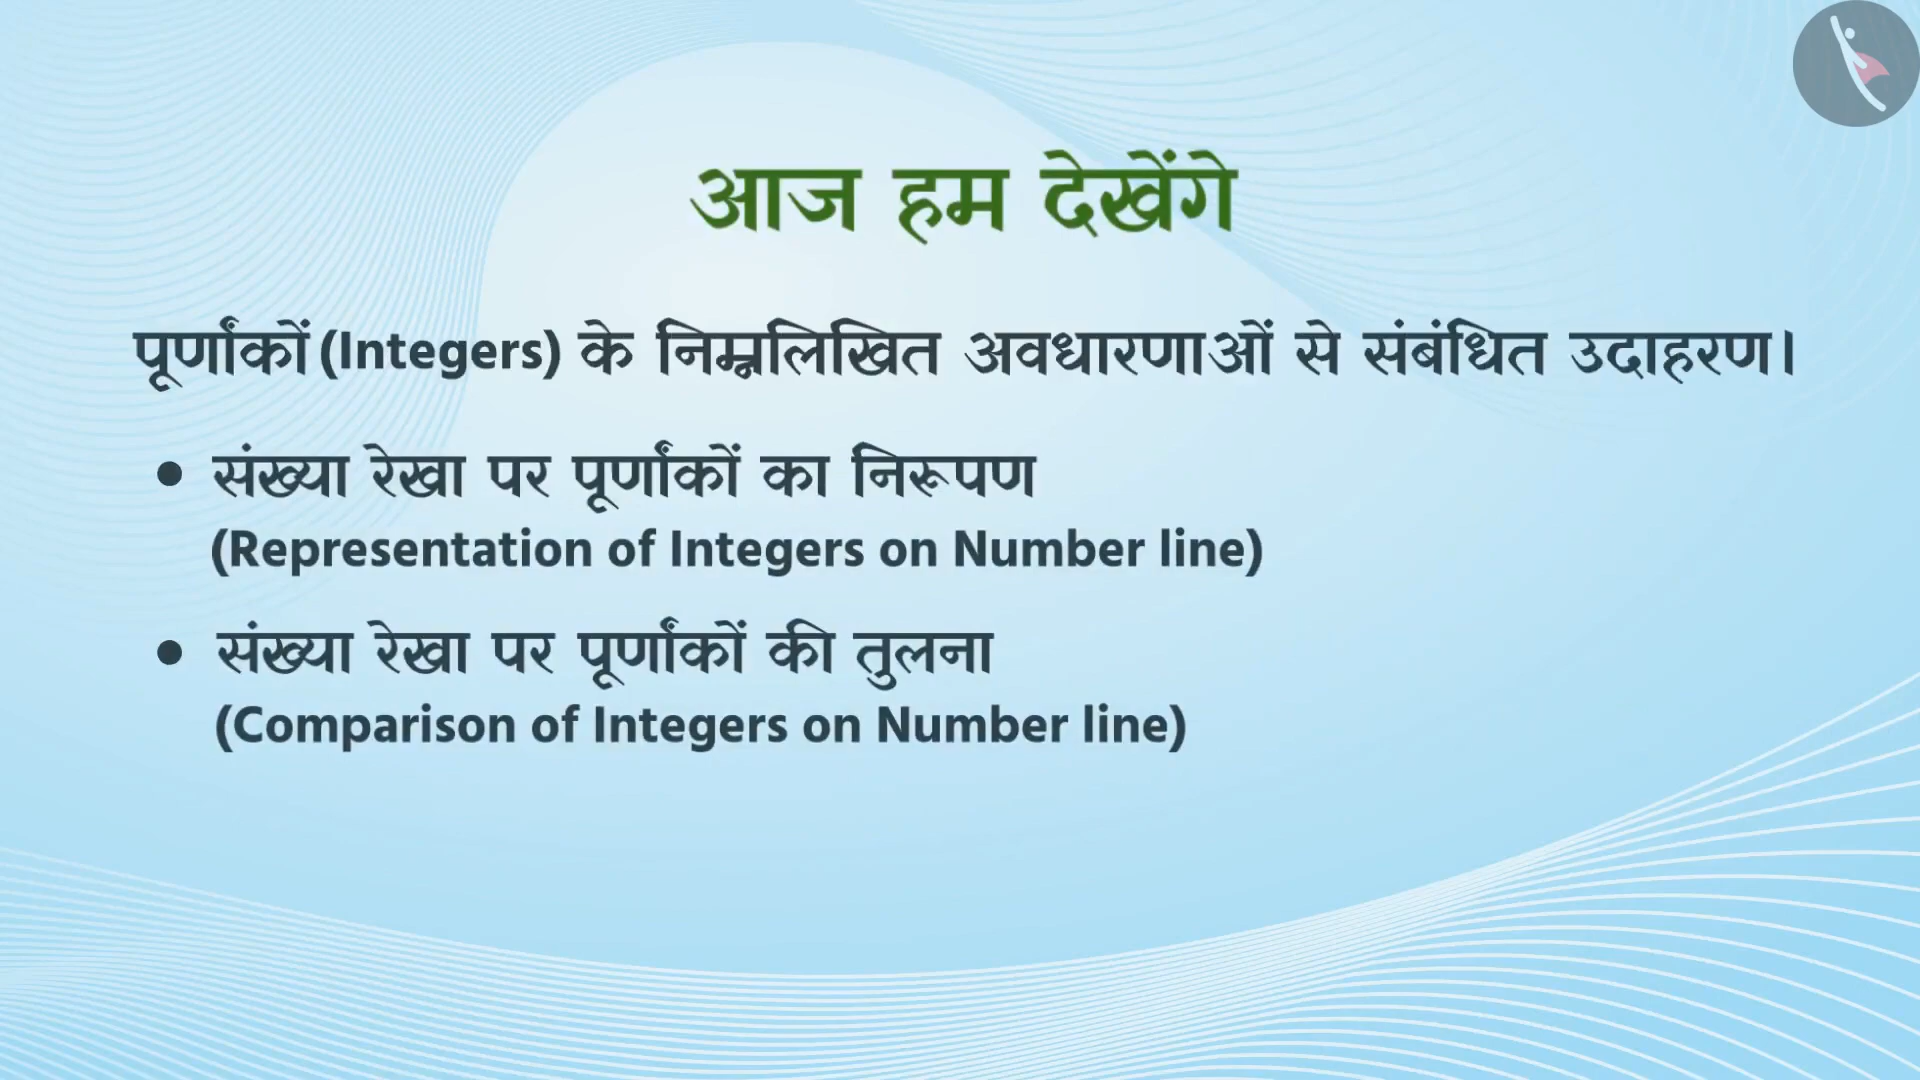 आज हम देखेंगे
पूर्णांकों (Integers) के निम्नलिखित अवधारणाओं से संबंधित उदाहरण।
• संख्या रेखा पर पूर्णांकों का निरूपण
(Representation of Integers on Number line)
• संख्या रेखा पर पूर्णांकों की तुलना
(Comparison of Integers on Number line)